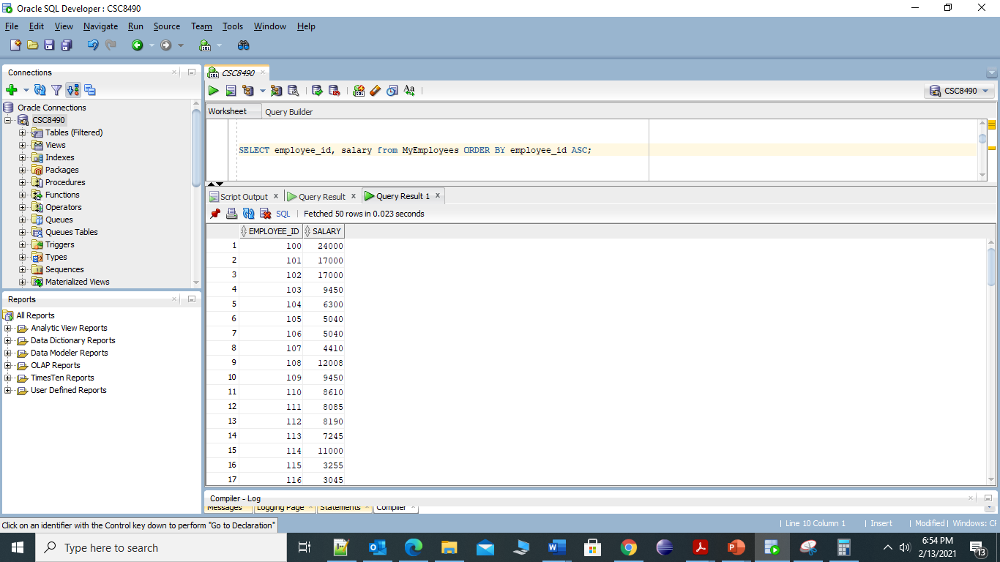 Oracle SQL Developer : CSC8490
File Edit View Navigate Run Source Team Tools Window Help
Connections
Oracle Connections
CSC8490
Tables (Filtered)
Views
Indexes
Packages
Procedures
Functions
Operators
Queues
Queues Tables
Triggers
Types
Sequences
Materialized Views
Reports
All Reports
Analytic View Reports
Data Dictionary Reports
Data Modeler Reports
OLAP Reports
TimesTen Reports
User Defined Reports
CSC8490
CSC8490
Worksheet Query Builder
SELECT employee_id, salary from MyEmployees ORDER BY employee_id ASC;
Script Output x Query Result x Query Result 1 x
SQL | Fetched 50 rows in 0.023 seconds
EMPLOYEE_ID SALARY
1 100 24000
2 101 17000
3 102 17000
4 103 9450
5 104 6300
6 105 5040
7 106 5040
8 107 4410
9 108 12008
10 109 9450
11 110 8610
12 111 8085
13 112 8190
14 113 7245
15 114 11000
16 115 3255
17 116 3045
Compiler - Log
Messages Logging Page Statements Compiler
Click on an identifier with the Control key down to perform "Go to Declaration"
| Line 10 Column 1 | Insert | Modified | Windows: CF
Type here to search
6:54 PM
2/13/2021
13